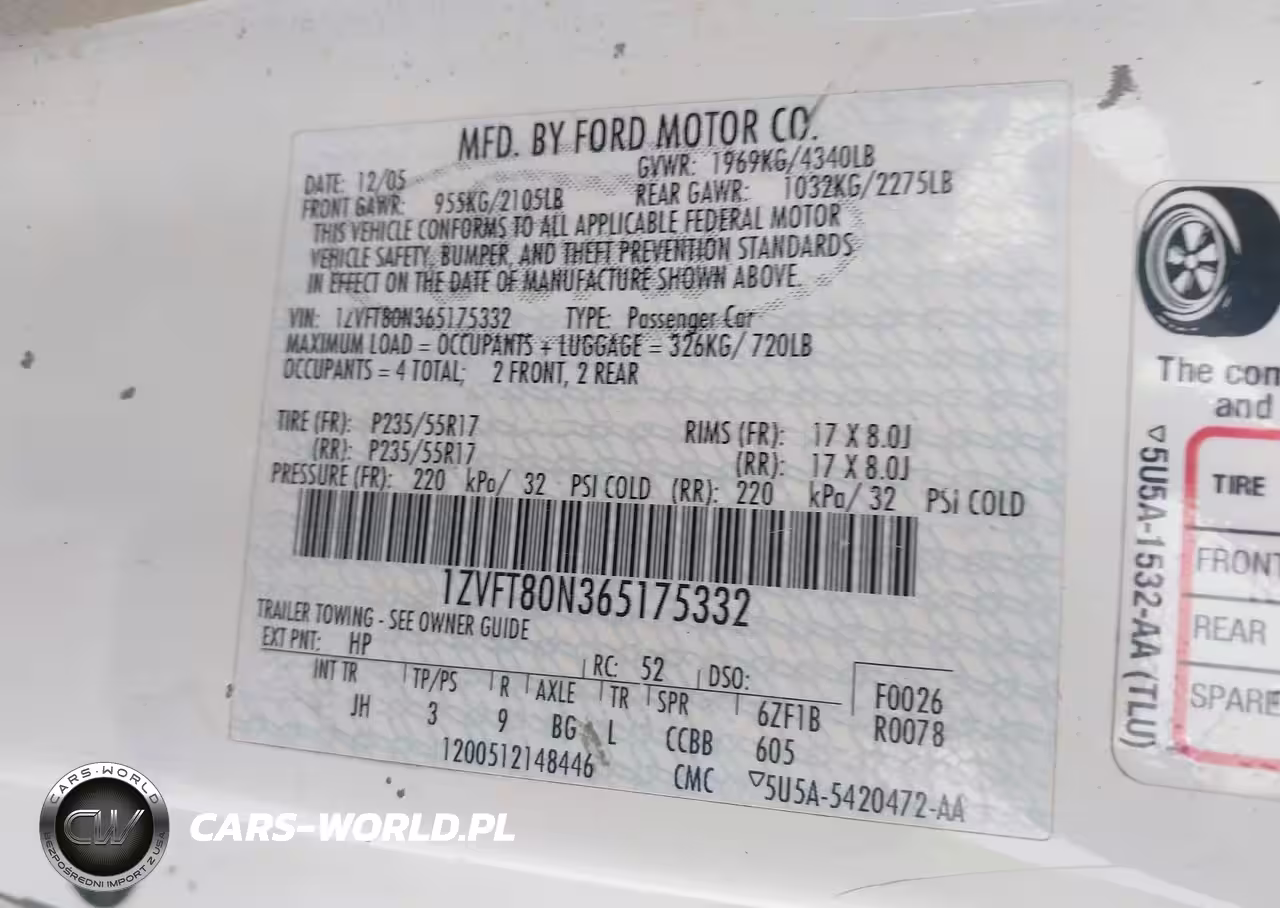 MFD. BY FORD MOTOR CO.
DATE: 12/05 GVWR: 1969KG/4340LB
FRONT GAWR: 955KG/2105LB REAR GAWR: 1032KG/2275LB
THIS VEHICLE CONFORMS TO ALL APPLICABLE FEDERAL MOTOR
VEHICLE SAFETY, BUMPER, AND THEFT PREVENTION STANDARDS
IN EFFECT ON THE DATE OF MANUFACTURE SHOWN ABOVE.
VIN: 1ZVFT80N365175332 TYPE: Passenger Car
MAXIMUM LOAD = OCCUPANTS + LUGGAGE = 326KG/ 720LB
OCCUPANTS = 4 TOTAL; 2 FRONT, 2 REAR
TIRE (FR): P235/55R17 RIMS (FR): 17 X 8.0J
(RR): P235/55R17 (RR): 17 X 8.0J
PRESSURE (FR): 220 kPa/ 32 PSI COLD (RR): 220 kPa/ 32 PSI COLD
1ZVFT80N365175332
TRAILER TOWING - SEE OWNER GUIDE
EXT PNT: HP RC: 52 DSO: F0026
INT TR TP/PS R AXLE TR SPR 6ZF1B R0078
JH 3 9 BG L CCBB 605
1200512148446 CMC ▽5U5A-5420472-AA
The com
and
TIRE
FRONT
REAR
SPARE
▽5U5A-1532-AA (TLU)
CARS-WORLD
CW
BEZPOŚREDNI IMPORT Z USA
CARS-WORLD.PL